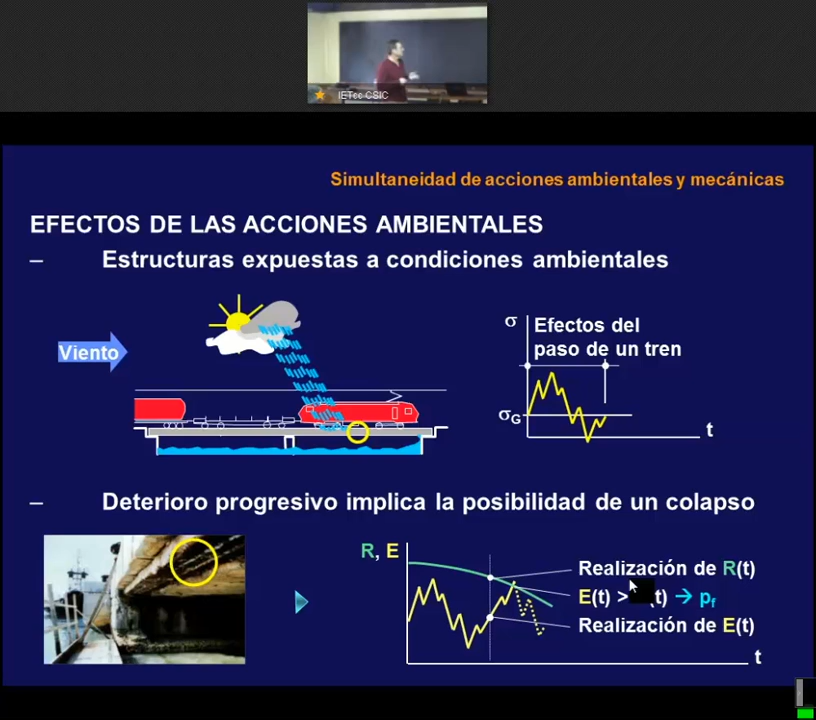 IETcc CSIC
Simultaneidad de acciones ambientales y mecánicas
EFECTOS DE LAS ACCIONES AMBIENTALES
– Estructuras expuestas a condiciones ambientales
Viento
σ
Efectos del
paso de un tren
σG
t
– Deterioro progresivo implica la posibilidad de un colapso
R, E
Realización de R(t)
E(t) > (t) → pf
Realización de E(t)
t